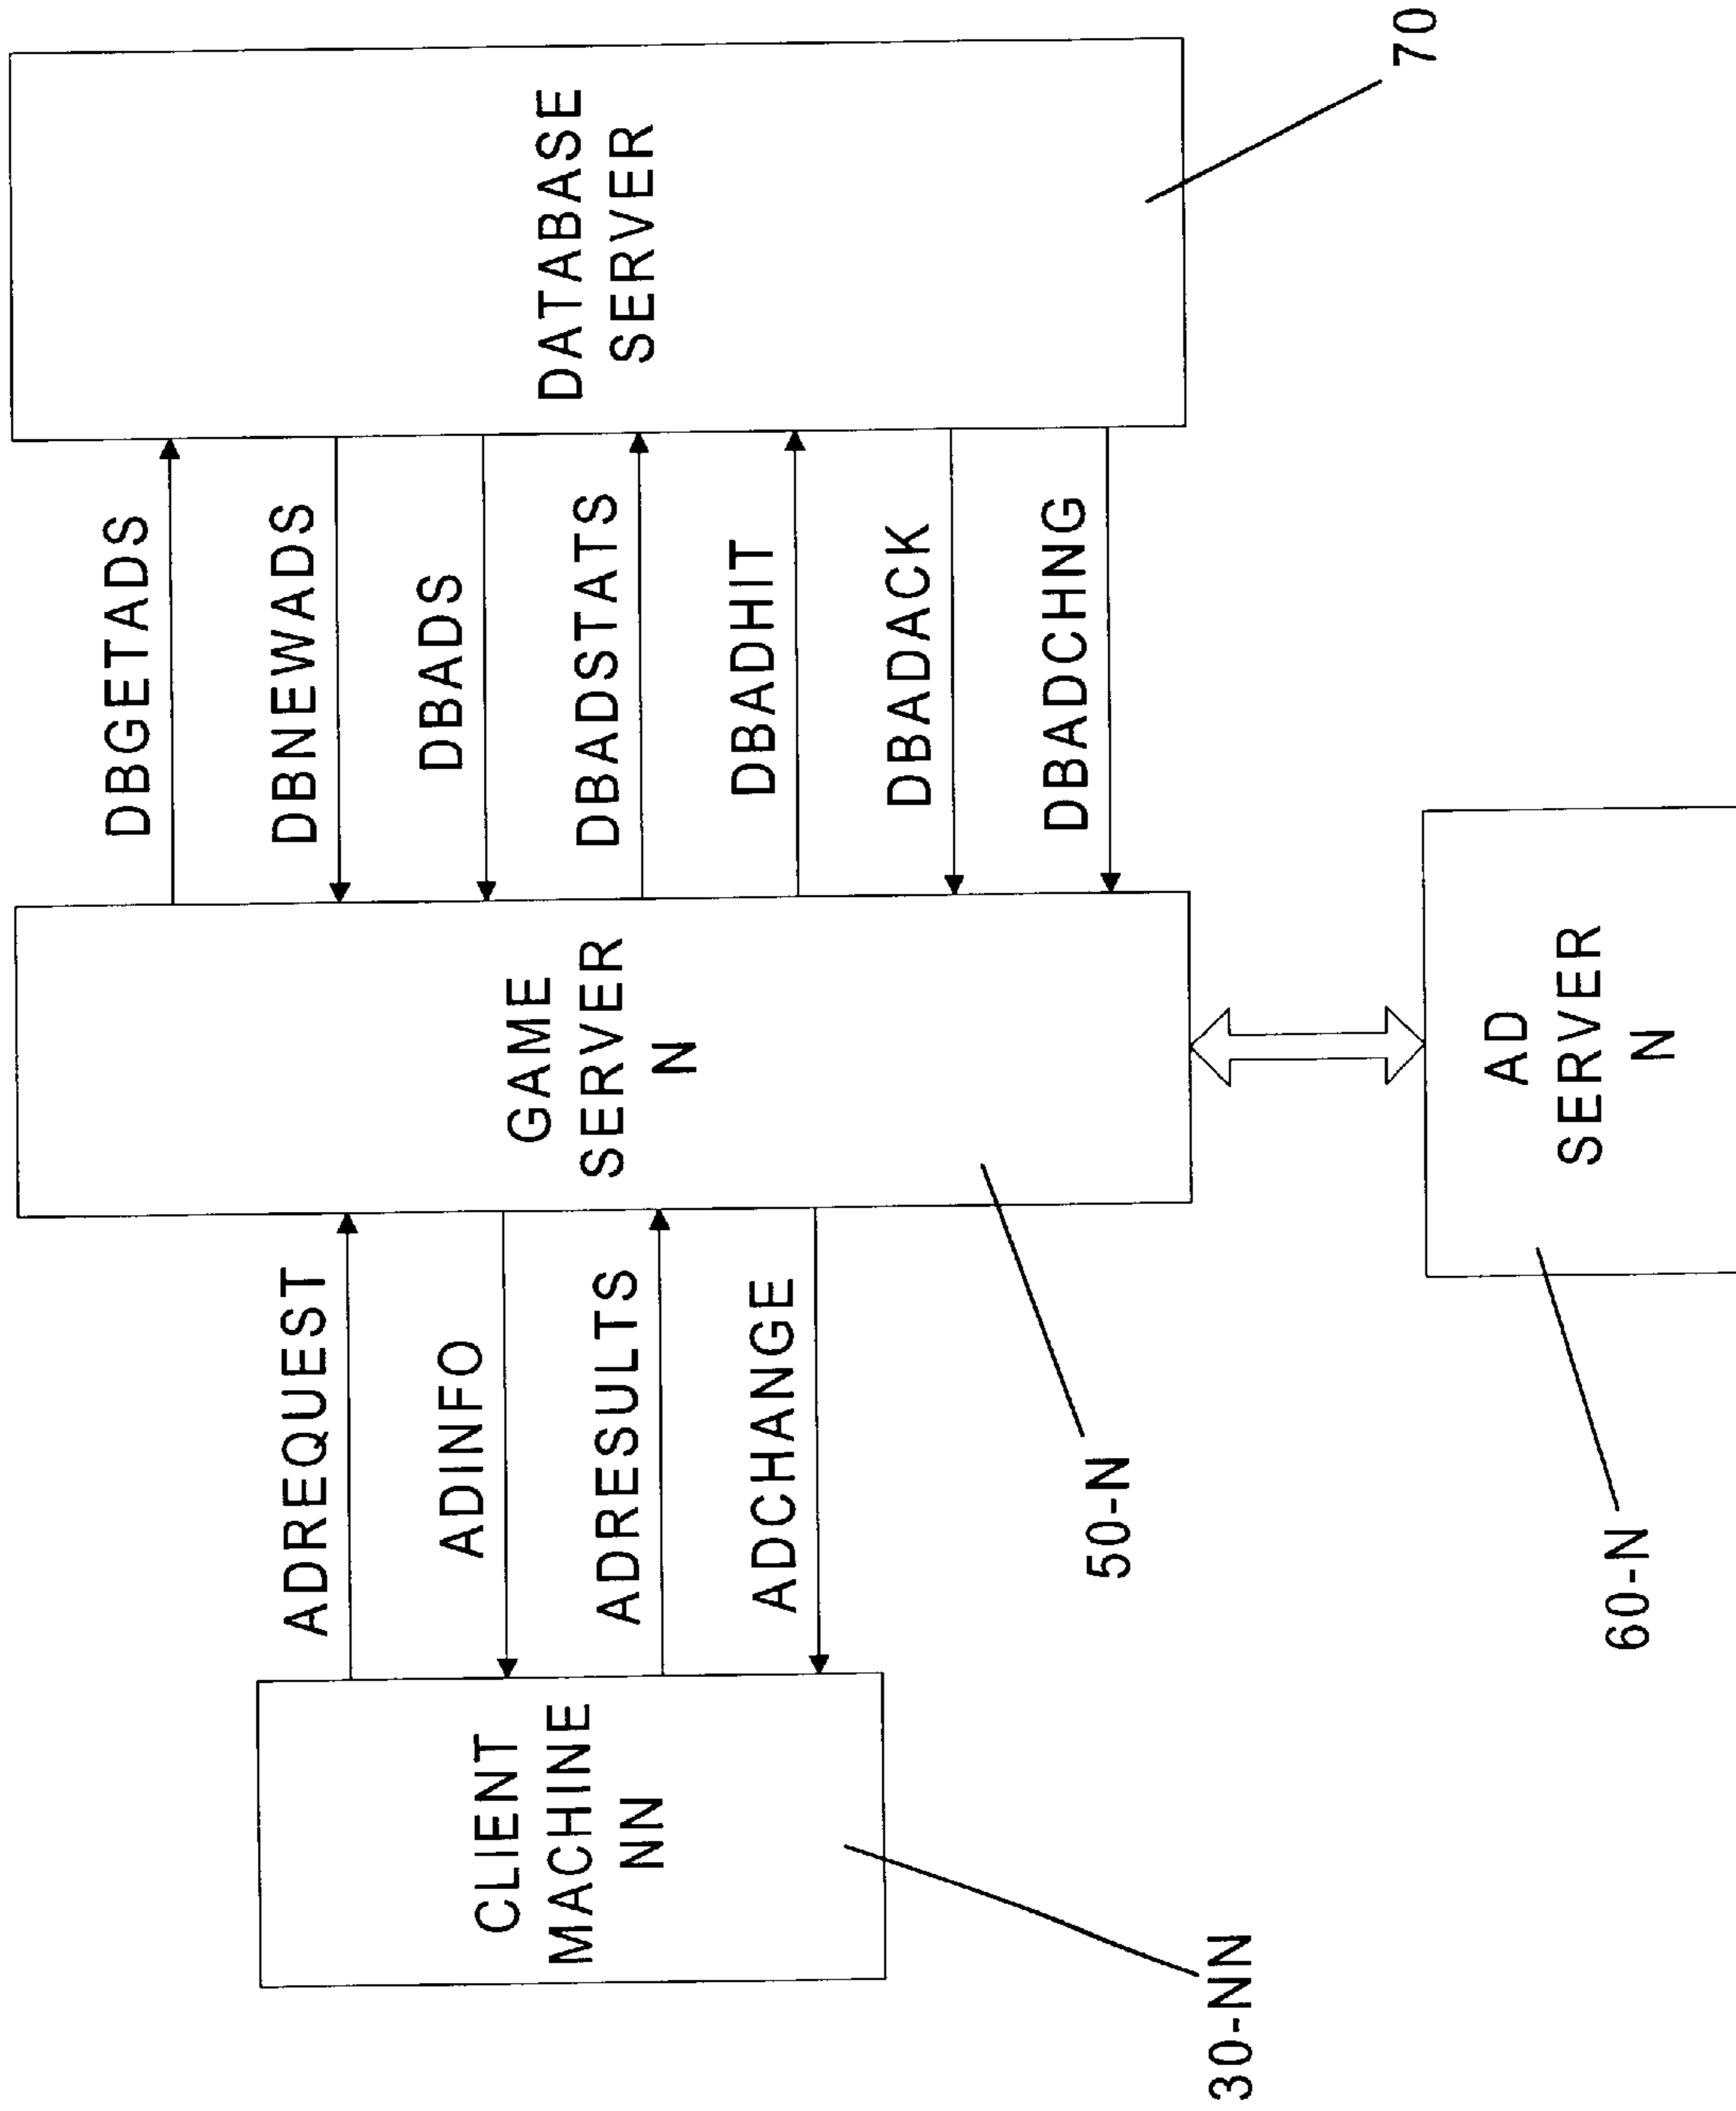 CLIENT
MACHINE
NN
30-NN
ADREQUEST
ADINFO
ADRESULTS
ADCHANGE
GAME
SERVER
N
50-N
DBGETADS
DBNEWADS
DBADS
DBADSTATS
DBADHIT
DBADACK
DBADCHNG
DATABASE
SERVER
70
AD
SERVER
N
60-N